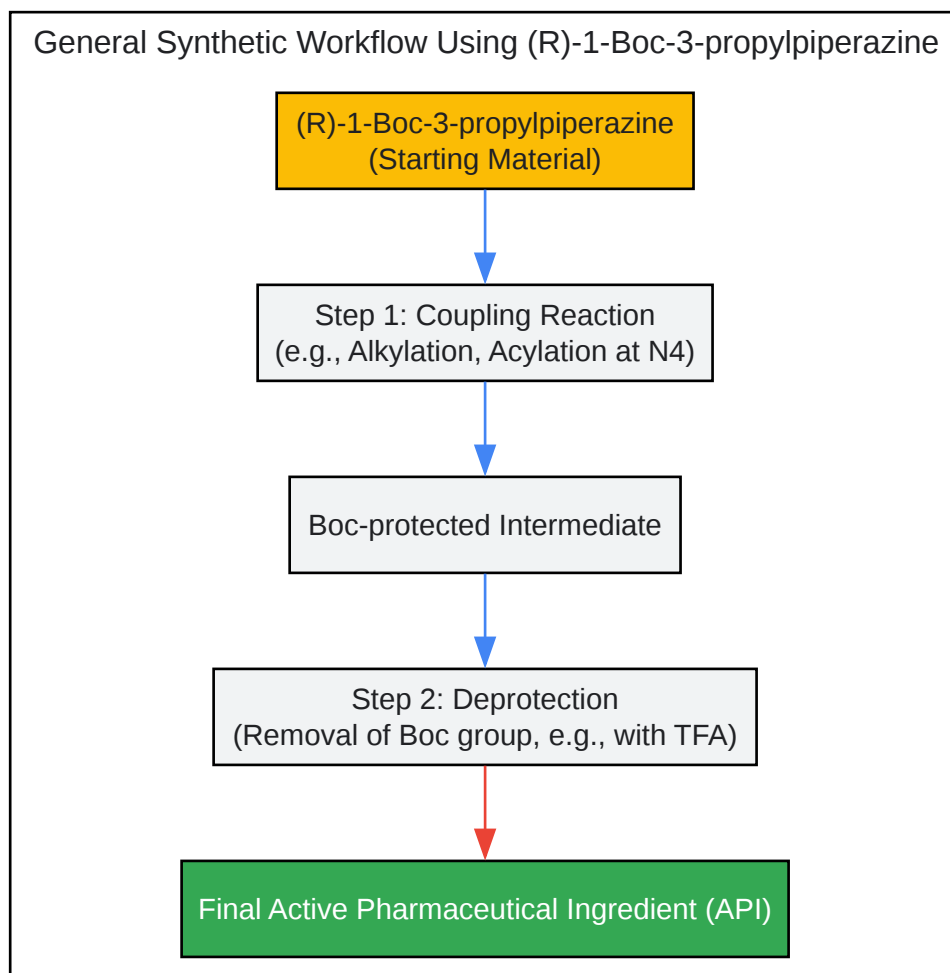 General Synthetic Workflow Using (R)-1-Boc-3-propylpiperazine
(R)-1-Boc-3-propylpiperazine
(Starting Material)
Step 1: Coupling Reaction
(e.g., Alkylation, Acylation at N4)
Boc-protected Intermediate
Step 2: Deprotection
(Removal of Boc group, e.g., with TFA)
Final Active Pharmaceutical Ingredient (API)